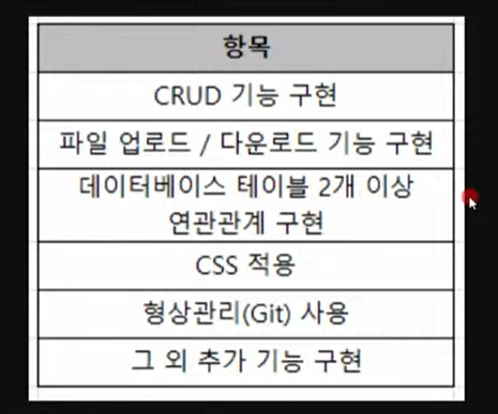 항목
CRUD 기능 구현
파일 업로드 / 다운로드 기능 구현
데이터베이스 테이블 2개 이상
연관관계 구현
CSS 적용
형상관리(Git) 사용
그 외 추가 기능 구현